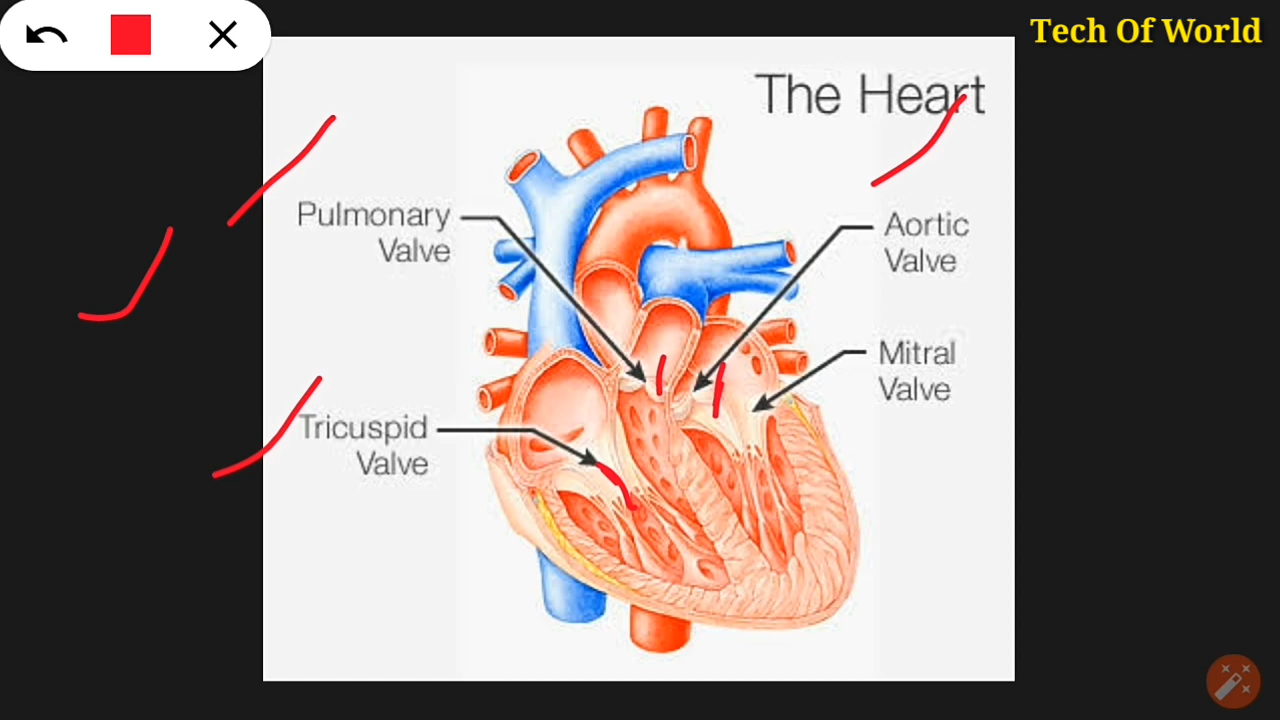 Tech Of World
The Heart
Pulmonary
Valve
Aortic
Valve
Mitral
Valve
Tricuspid
Valve